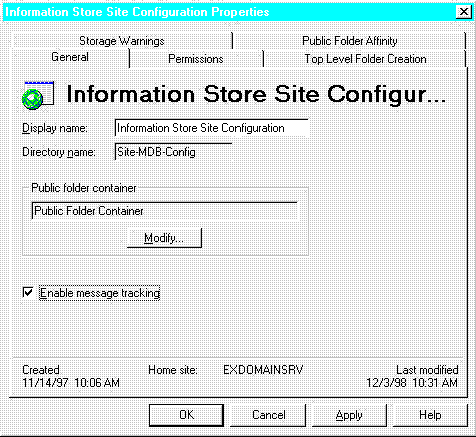 Information Store Site Configuration Properties
Storage Warnings
Public Folder Affinity
General
Permissions
Top Level Folder Creation
Information Store Site Configur...
Display name:
Information Store Site Configuration
Directory name:
Site-MDB-Config
Public folder container
Public Folder Container
Modify...
Enable message tracking
Created
Home site:
EXDOMAINSRV
Last modified
11/14/97 10:06 AM
12/3/98 10:31 AM
OK
Cancel
Apply
Help